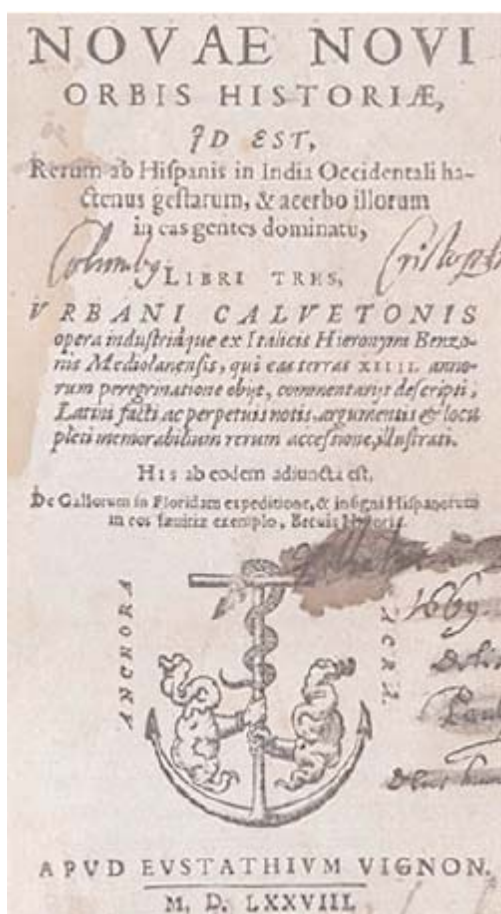 NOVAE NOVI
ORBIS HISTORIÆ,
ID EST,
Rerum ab Hispanis in India Occidentali ha-
ctenus gestarum, & acerbo illorum
in eas gentes dominatu,
LIBRI TRES,
VRBANI CALVETONIS
opera industriáque ex Italicis Hieronymi Benzo-
nis Mediolanensis, qui eas terras XIIII. anno-
rum peregrinatione obijt, commentarijs descripti,
Latini facti ac perpetuis notis, argumentis & locu
pleti memorabilium rerum accessione, illustrati.
His ab eodem adiuncta est,
De Gallorum in Floridam expeditione, & insigni Hispanorum
in eos sæuitiæ exemplo, Breuis Historia.
ANCHORA
SACRA.
1669.
APVD EVSTATHIVM VIGNON.
M. D. LXXVIII.